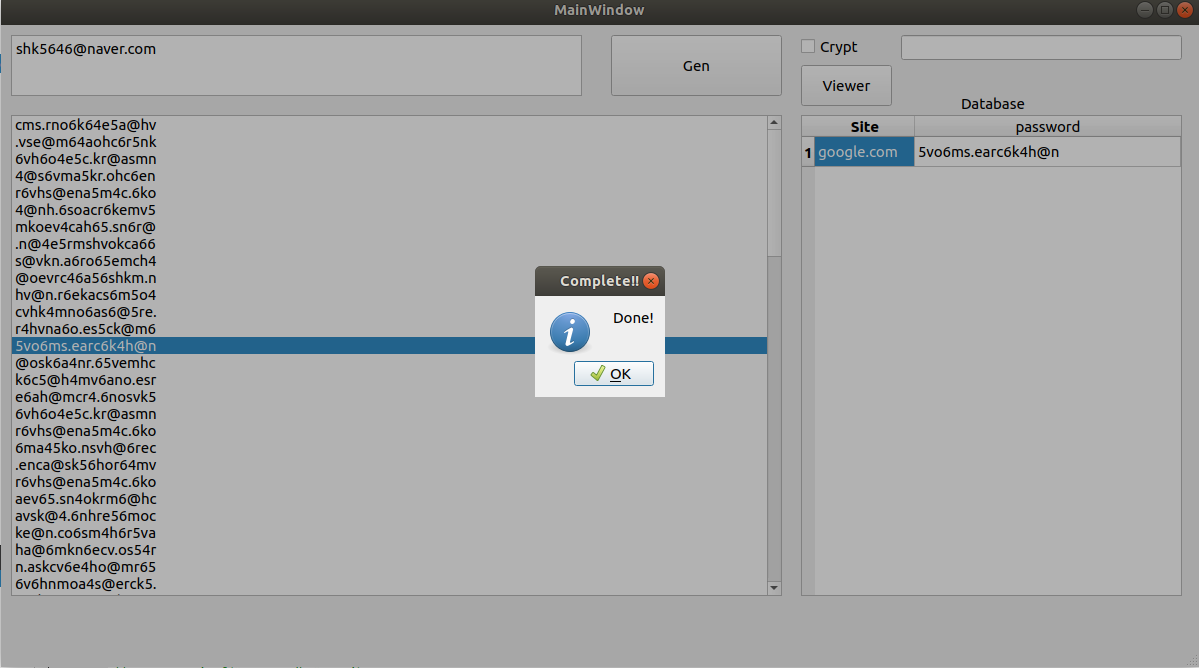 MainWindow
shk5646@naver.com
Gen
Crypt
Viewer
Database
Site password
1 google.com 5vo6ms.earc6k4h@n
cms.rno6k64e5a@hv
.vse@m64aohc6r5nk
6vh6o4e5c.kr@asmn
4@s6vma5kr.ohc6en
r6vhs@ena5m4c.6ko
4@nh.6soacr6kemv5
mkoev4cah65.sn6r@
.n@4e5rmshvokca66
s@vkn.a6ro65emch4
@oevrc46a56shkm.n
hv@n.r6ekacs6m5o4
cvhk4mno6as6@5re.
r4hvna6o.es5ck@m6
5vo6ms.earc6k4h@n
@osk6a4nr.65vemhc
k6c5@h4mv6ano.esr
e6ah@mcr4.6nosvk5
6vh6o4e5c.kr@asmn
r6vhs@ena5m4c.6ko
6ma45ko.nsvh@6rec
.enca@sk56hor64mv
r6vhs@ena5m4c.6ko
aev65.sn4okrm6@hc
avsk@4.6nhre56moc
ke@n.co6sm4h6r5va
ha@6mkn6ecv.os54r
n.askcv6e4ho@mr65
6v6hnmoa4s@erck5.
Complete!!
Done!
OK